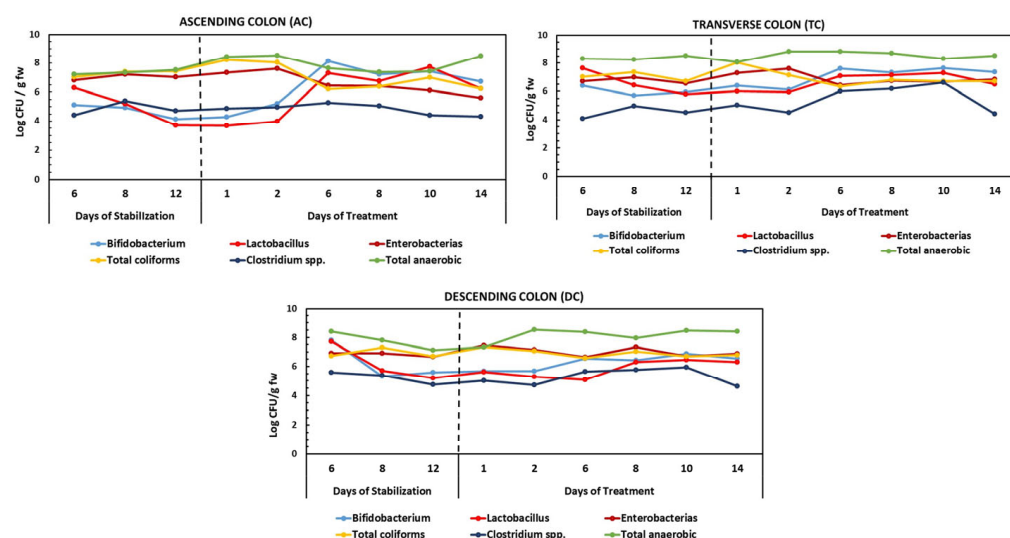 ASCENDING COLON (AC)
Log CFU / g fw
10
8
6
4
2
0
6 8 12 1 2 6 8 10 14
Days of Stabilization Days of Treatment
Bifidobacterium Lactobacillus Enterobacterias
Total coliforms Clostridium spp. Total anaerobic
TRANSVERSE COLON (TC)
Log CFU/g fw
10
8
6
4
2
0
6 8 12 1 2 6 8 10 14
Days of Stabilization Days of Treatment
Bifidobacterium Lactobacillus Enterobacterias
Total coliforms Clostridium spp. Total anaerobic
DESCENDING COLON (DC)
Log CFU/g fw
10
8
6
4
2
0
6 8 12 1 2 6 8 10 14
Days of Stabilization Days of Treatment
Bifidobacterium Lactobacillus Enterobacterias
Total coliforms Clostridium spp. Total anaerobic